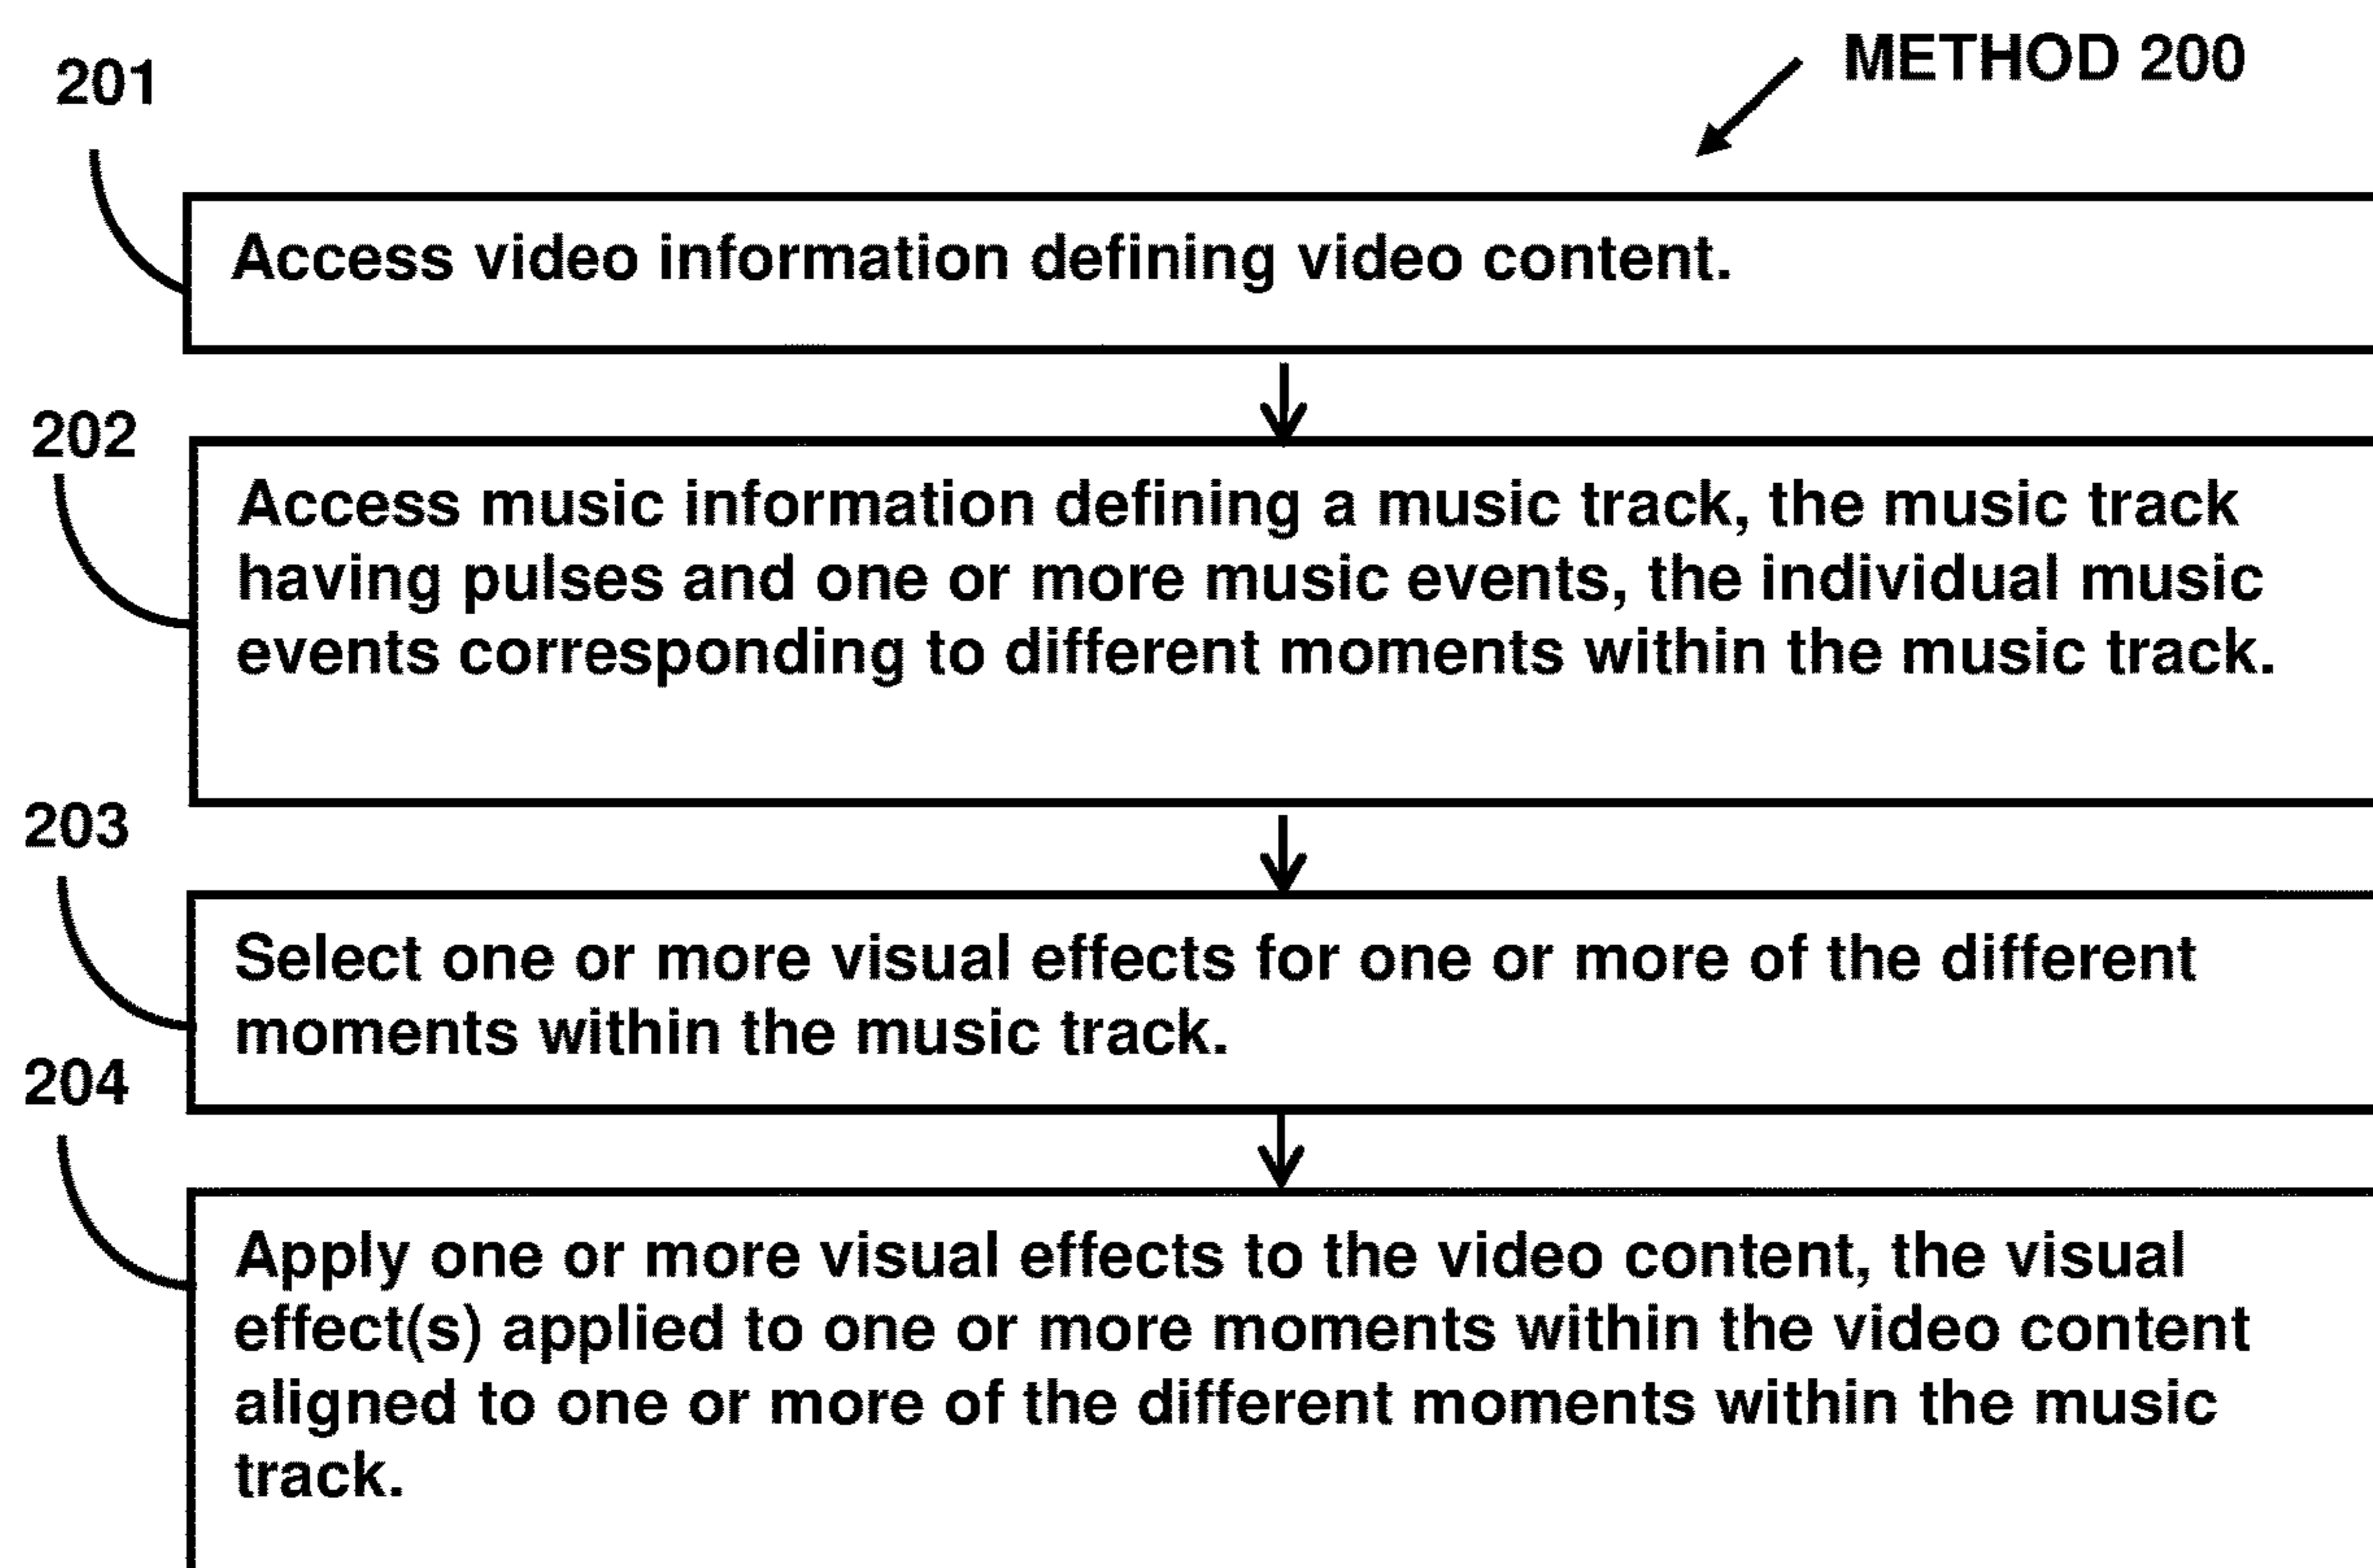 METHOD 200
201
Access video information defining video content.
202
Access music information defining a music track, the music track
having pulses and one or more music events, the individual music
events corresponding to different moments within the music track.
203
Select one or more visual effects for one or more of the different
moments within the music track.
204
Apply one or more visual effects to the video content, the visual
effect(s) applied to one or more moments within the video content
aligned to one or more of the different moments within the music
track.